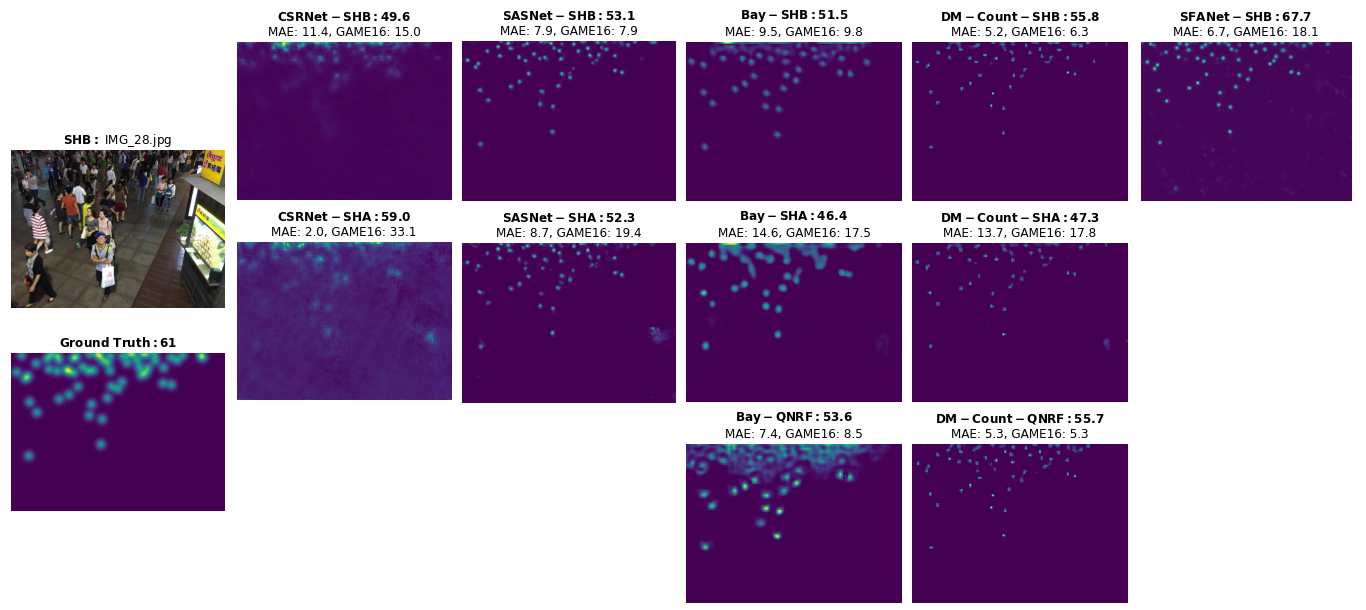 CSRNet−SHB: 49.6
MAE: 11.4, GAME16: 15.0
SASNet−SHB: 53.1
MAE: 7.9, GAME16: 7.9
Bay−SHB: 51.5
MAE: 9.5, GAME16: 9.8
DM−Count−SHB: 55.8
MAE: 5.2, GAME16: 6.3
SFANet−SHB: 67.7
MAE: 6.7, GAME16: 18.1
SHB: IMG_28.jpg
CSRNet−SHA: 59.0
MAE: 2.0, GAME16: 33.1
SASNet−SHA: 52.3
MAE: 8.7, GAME16: 19.4
Bay−SHA: 46.4
MAE: 14.6, GAME16: 17.5
DM−Count−SHA: 47.3
MAE: 13.7, GAME16: 17.8
Ground Truth: 61
Bay−QNRF: 53.6
MAE: 7.4, GAME16: 8.5
DM−Count−QNRF: 55.7
MAE: 5.3, GAME16: 5.3